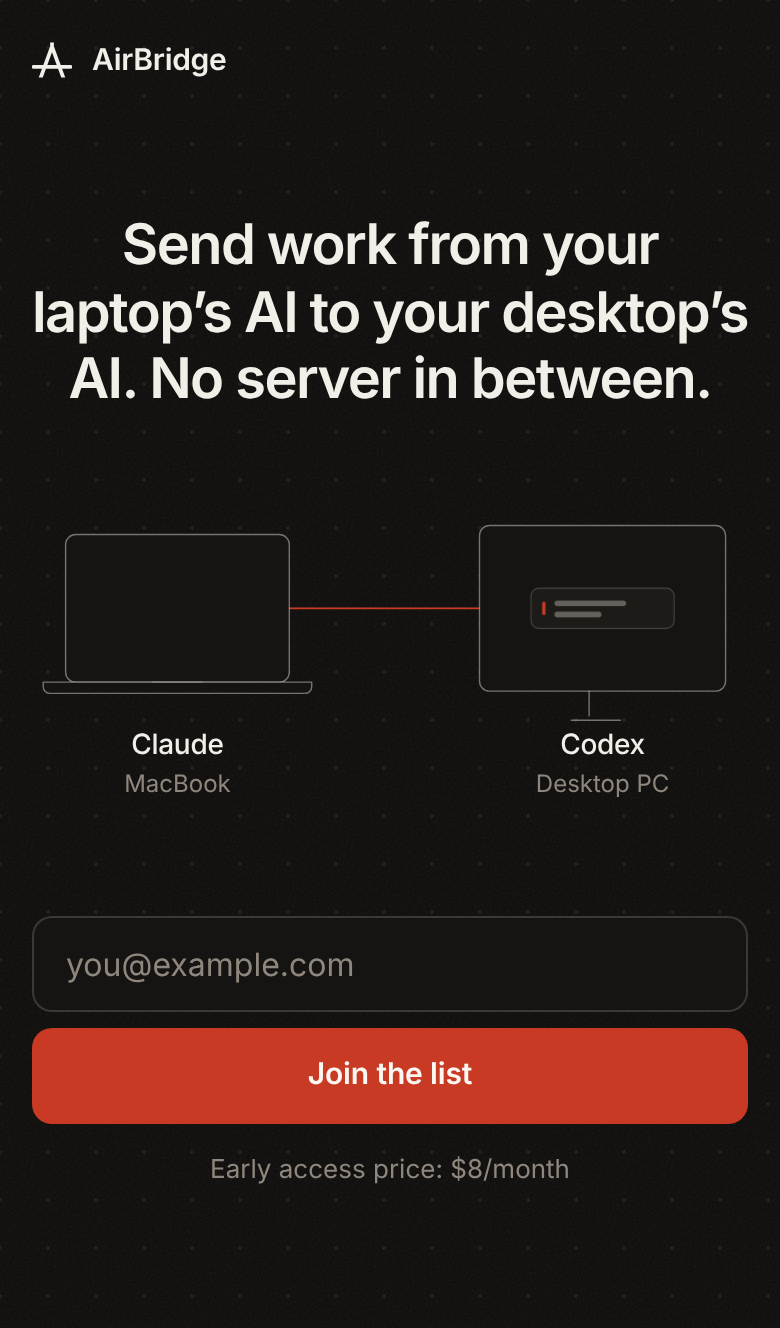 AirBridge
Send work from your
laptop’s AI to your desktop’s
AI. No server in between.
Claude
MacBook
Codex
Desktop PC
you@example.com
Join the list
Early access price: $8/month